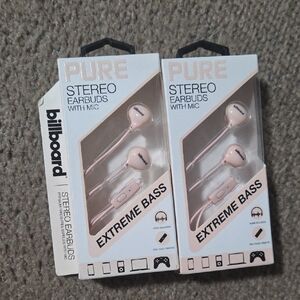 PURE
STEREO
EARBUDS
WITH MIC
EXTREME BASS
billboard
STEREO EARBUDS
PURE
STEREO
EARBUDS
WITH MIC
EXTREME BASS